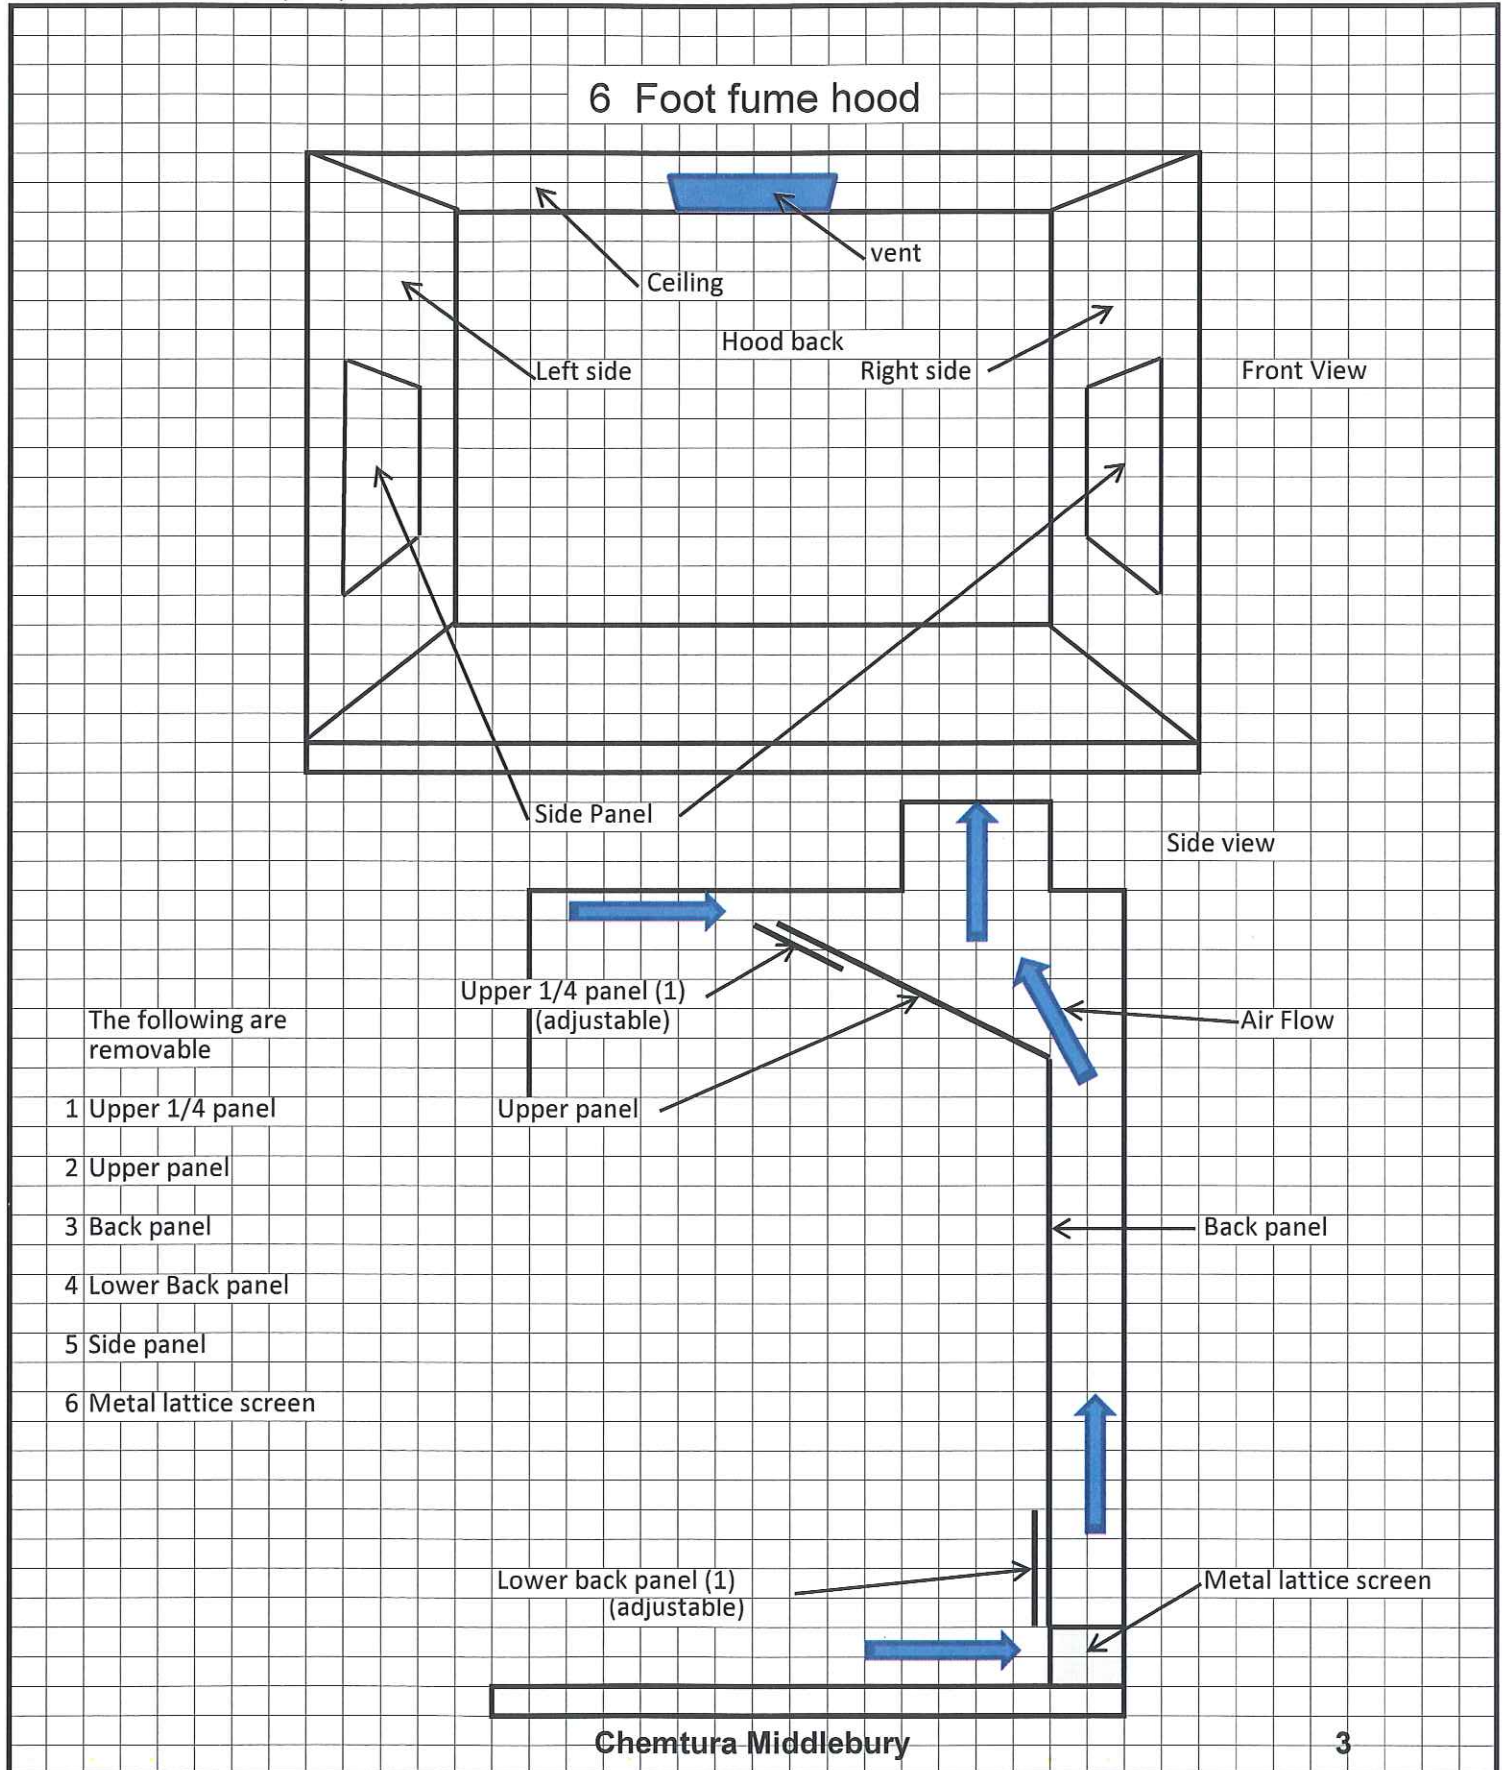 6 Foot fume hood
vent
Ceiling
Hood back
Left side
Right side
Front View
Side Panel
Side view
Upper 1/4 panel (1)
(adjustable)
The following are
removable
Air Flow
1 Upper 1/4 panel
Upper panel
2 Upper panel
3 Back panel
Back panel
4 Lower Back panel
5 Side panel
6 Metal lattice screen
Lower back panel (1)
(adjustable)
Metal lattice screen
Chemtura Middlebury
3